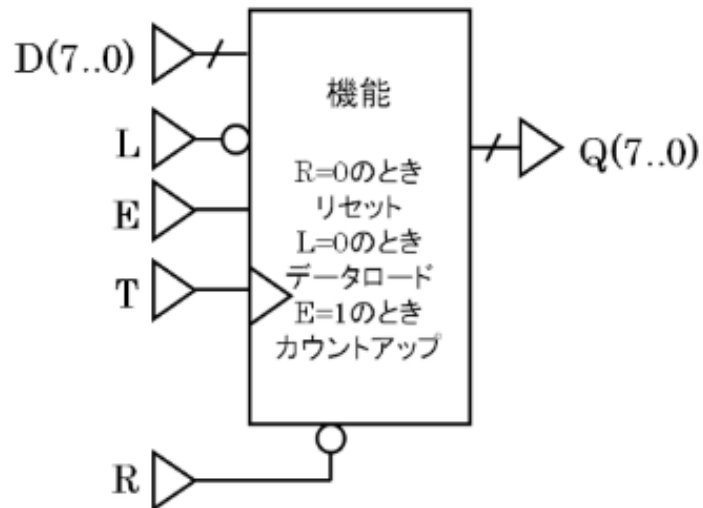 D(7..0)
L
E
T
R
機能
R=0のとき
リセット
L=0のとき
データロード
E=1のとき
カウントアップ
Q(7..0)